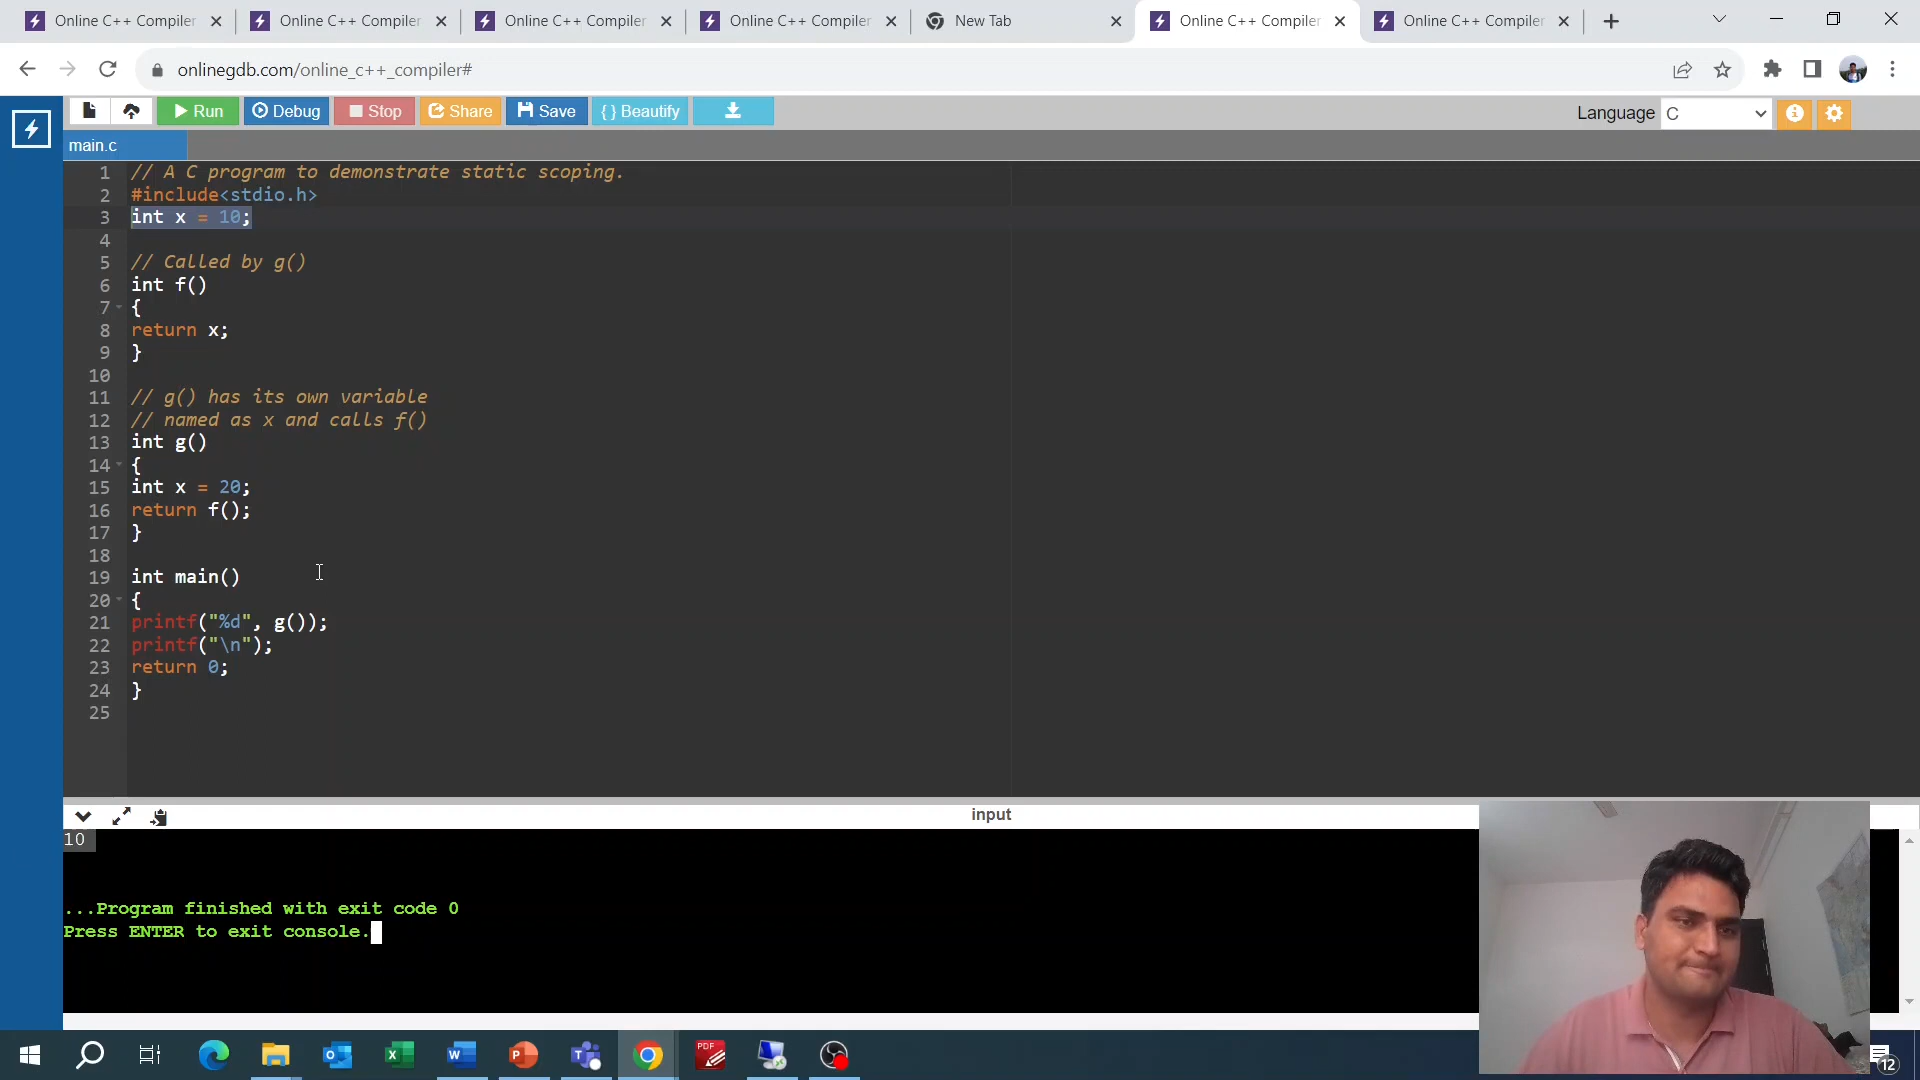 Online C++ Compiler
Online C++ Compiler
Online C++ Compiler
Online C++ Compiler
New Tab
Online C++ Compiler
Online C++ Compiler
onlinegdb.com/online_c++_compiler#
Run
Debug
Stop
Share
Save
{ } Beautify
Language
C
main.c
1 // A C program to demonstrate static scoping.
2 #include<stdio.h>
3 int x = 10;
4
5 // Called by g()
6 int f()
7 {
8 return x;
9 }
10
11 // g() has its own variable
12 // named as x and calls f()
13 int g()
14 {
15 int x = 20;
16 return f();
17 }
18
19 int main()
20 {
21 printf("%d", g());
22 printf("\n");
23 return 0;
24 }
25
input
10
...Program finished with exit code 0
Press ENTER to exit console.
PDF
12